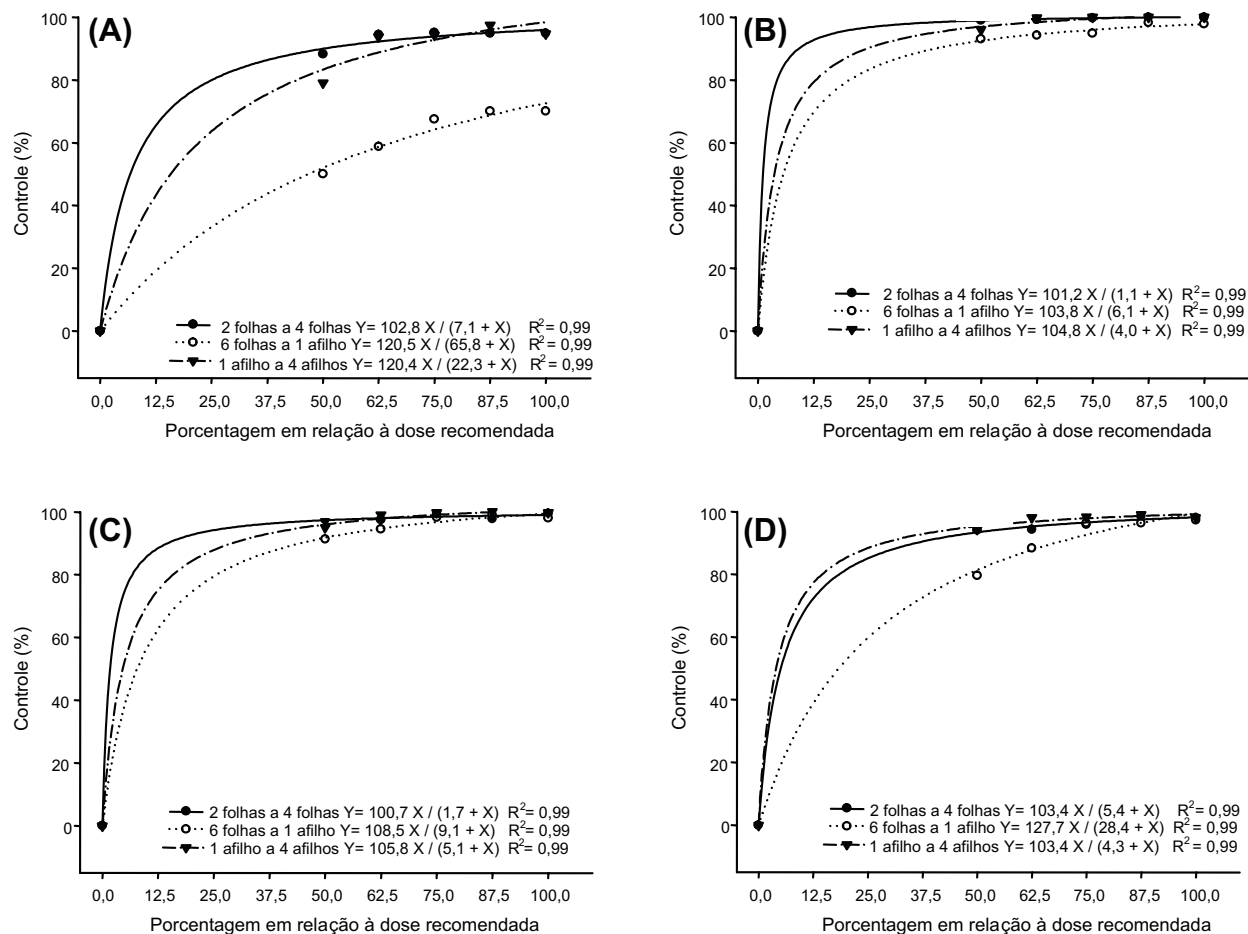 (A)
Controle (%)
100
80
60
40
20
0
2 folhas a 4 folhas Y= 102,8 X / (7,1 + X) R²= 0,99
6 folhas a 1 afilho Y= 120,5 X / (65,8 + X) R²= 0,99
1 afilho a 4 afilhos Y= 120,4 X / (22,3 + X) R²= 0,99
0,0 12,5 25,0 37,5 50,0 62,5 75,0 87,5 100,0
Porcentagem em relação à dose recomendada
(B)
Controle (%)
100
80
60
40
20
0
2 folhas a 4 folhas Y= 101,2 X / (1,1 + X) R²= 0,99
6 folhas a 1 afilho Y= 103,8 X / (6,1 + X) R²= 0,99
1 afilho a 4 afilhos Y= 104,8 X / (4,0 + X) R²= 0,99
0,0 12,5 25,0 37,5 50,0 62,5 75,0 87,5 100,0
Porcentagem em relação à dose recomendada
(C)
Controle (%)
100
80
60
40
20
0
2 folhas a 4 folhas Y= 100,7 X / (1,7 + X) R²= 0,99
6 folhas a 1 afilho Y= 108,5 X / (9,1 + X) R²= 0,99
1 afilho a 4 afilhos Y= 105,8 X / (5,1 + X) R²= 0,99
0,0 12,5 25,0 37,5 50,0 62,5 75,0 87,5 100,0
Porcentagem em relação à dose recomendada
(D)
Controle (%)
100
80
60
40
20
0
2 folhas a 4 folhas Y= 103,4 X / (5,4 + X) R²= 0,99
6 folhas a 1 afilho Y= 127,7 X / (28,4 + X) R²= 0,99
1 afilho a 4 afilhos Y= 103,4 X / (4,3 + X) R²= 0,99
0,0 12,5 25,0 37,5 50,0 62,5 75,0 87,5 100,0
Porcentagem em relação à dose recomendada